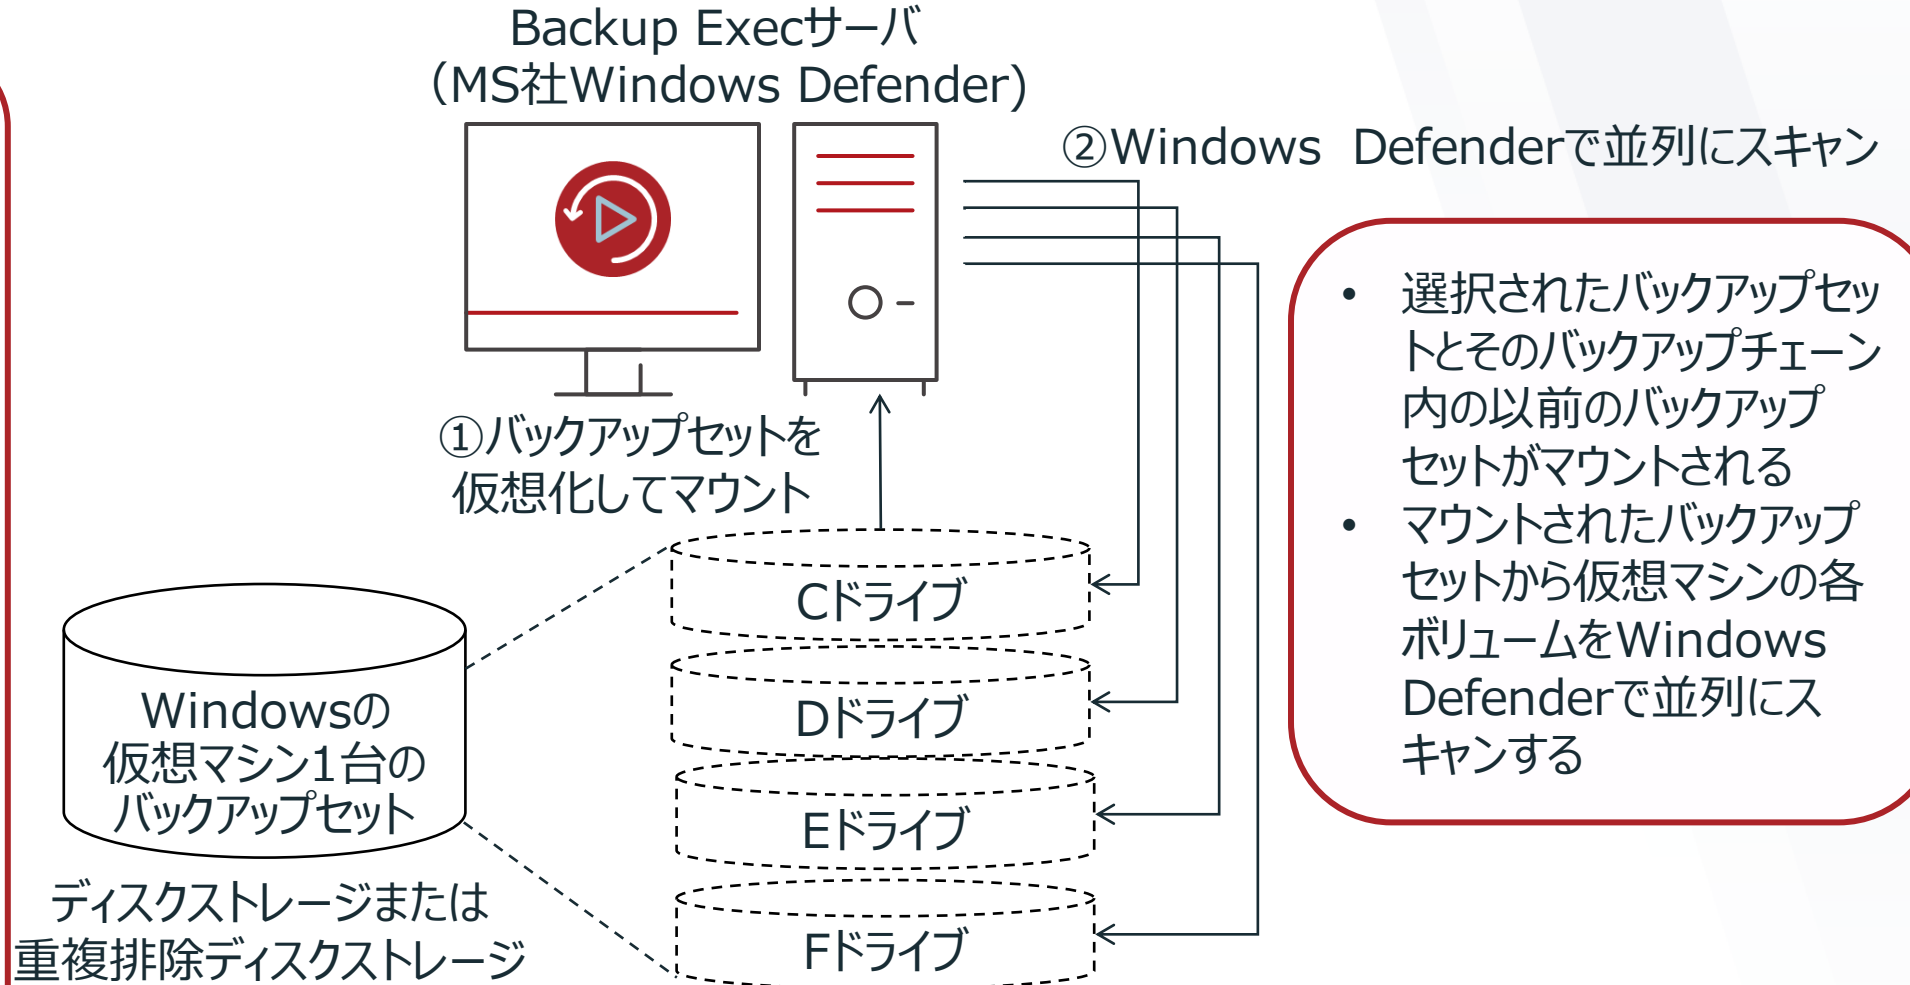 Backup Execサーバ
（MS社Windows Defender)
②Windows　Defenderで並列にスキャン
①バックアップセットを
仮想化してマウント
Windowsの
仮想マシン1台の
バックアップセット
ディスクストレージまたは
重複排除ディスクストレージ
Cドライブ
Dドライブ
Eドライブ
Fドライブ
• 選択されたバックアップセッ
トとそのバックアップチェーン
内の以前のバックアップ
セットがマウントされる
• マウントされたバックアップ
セットから仮想マシンの各
ボリュームをWindows
Defenderで並列にス
キャンする